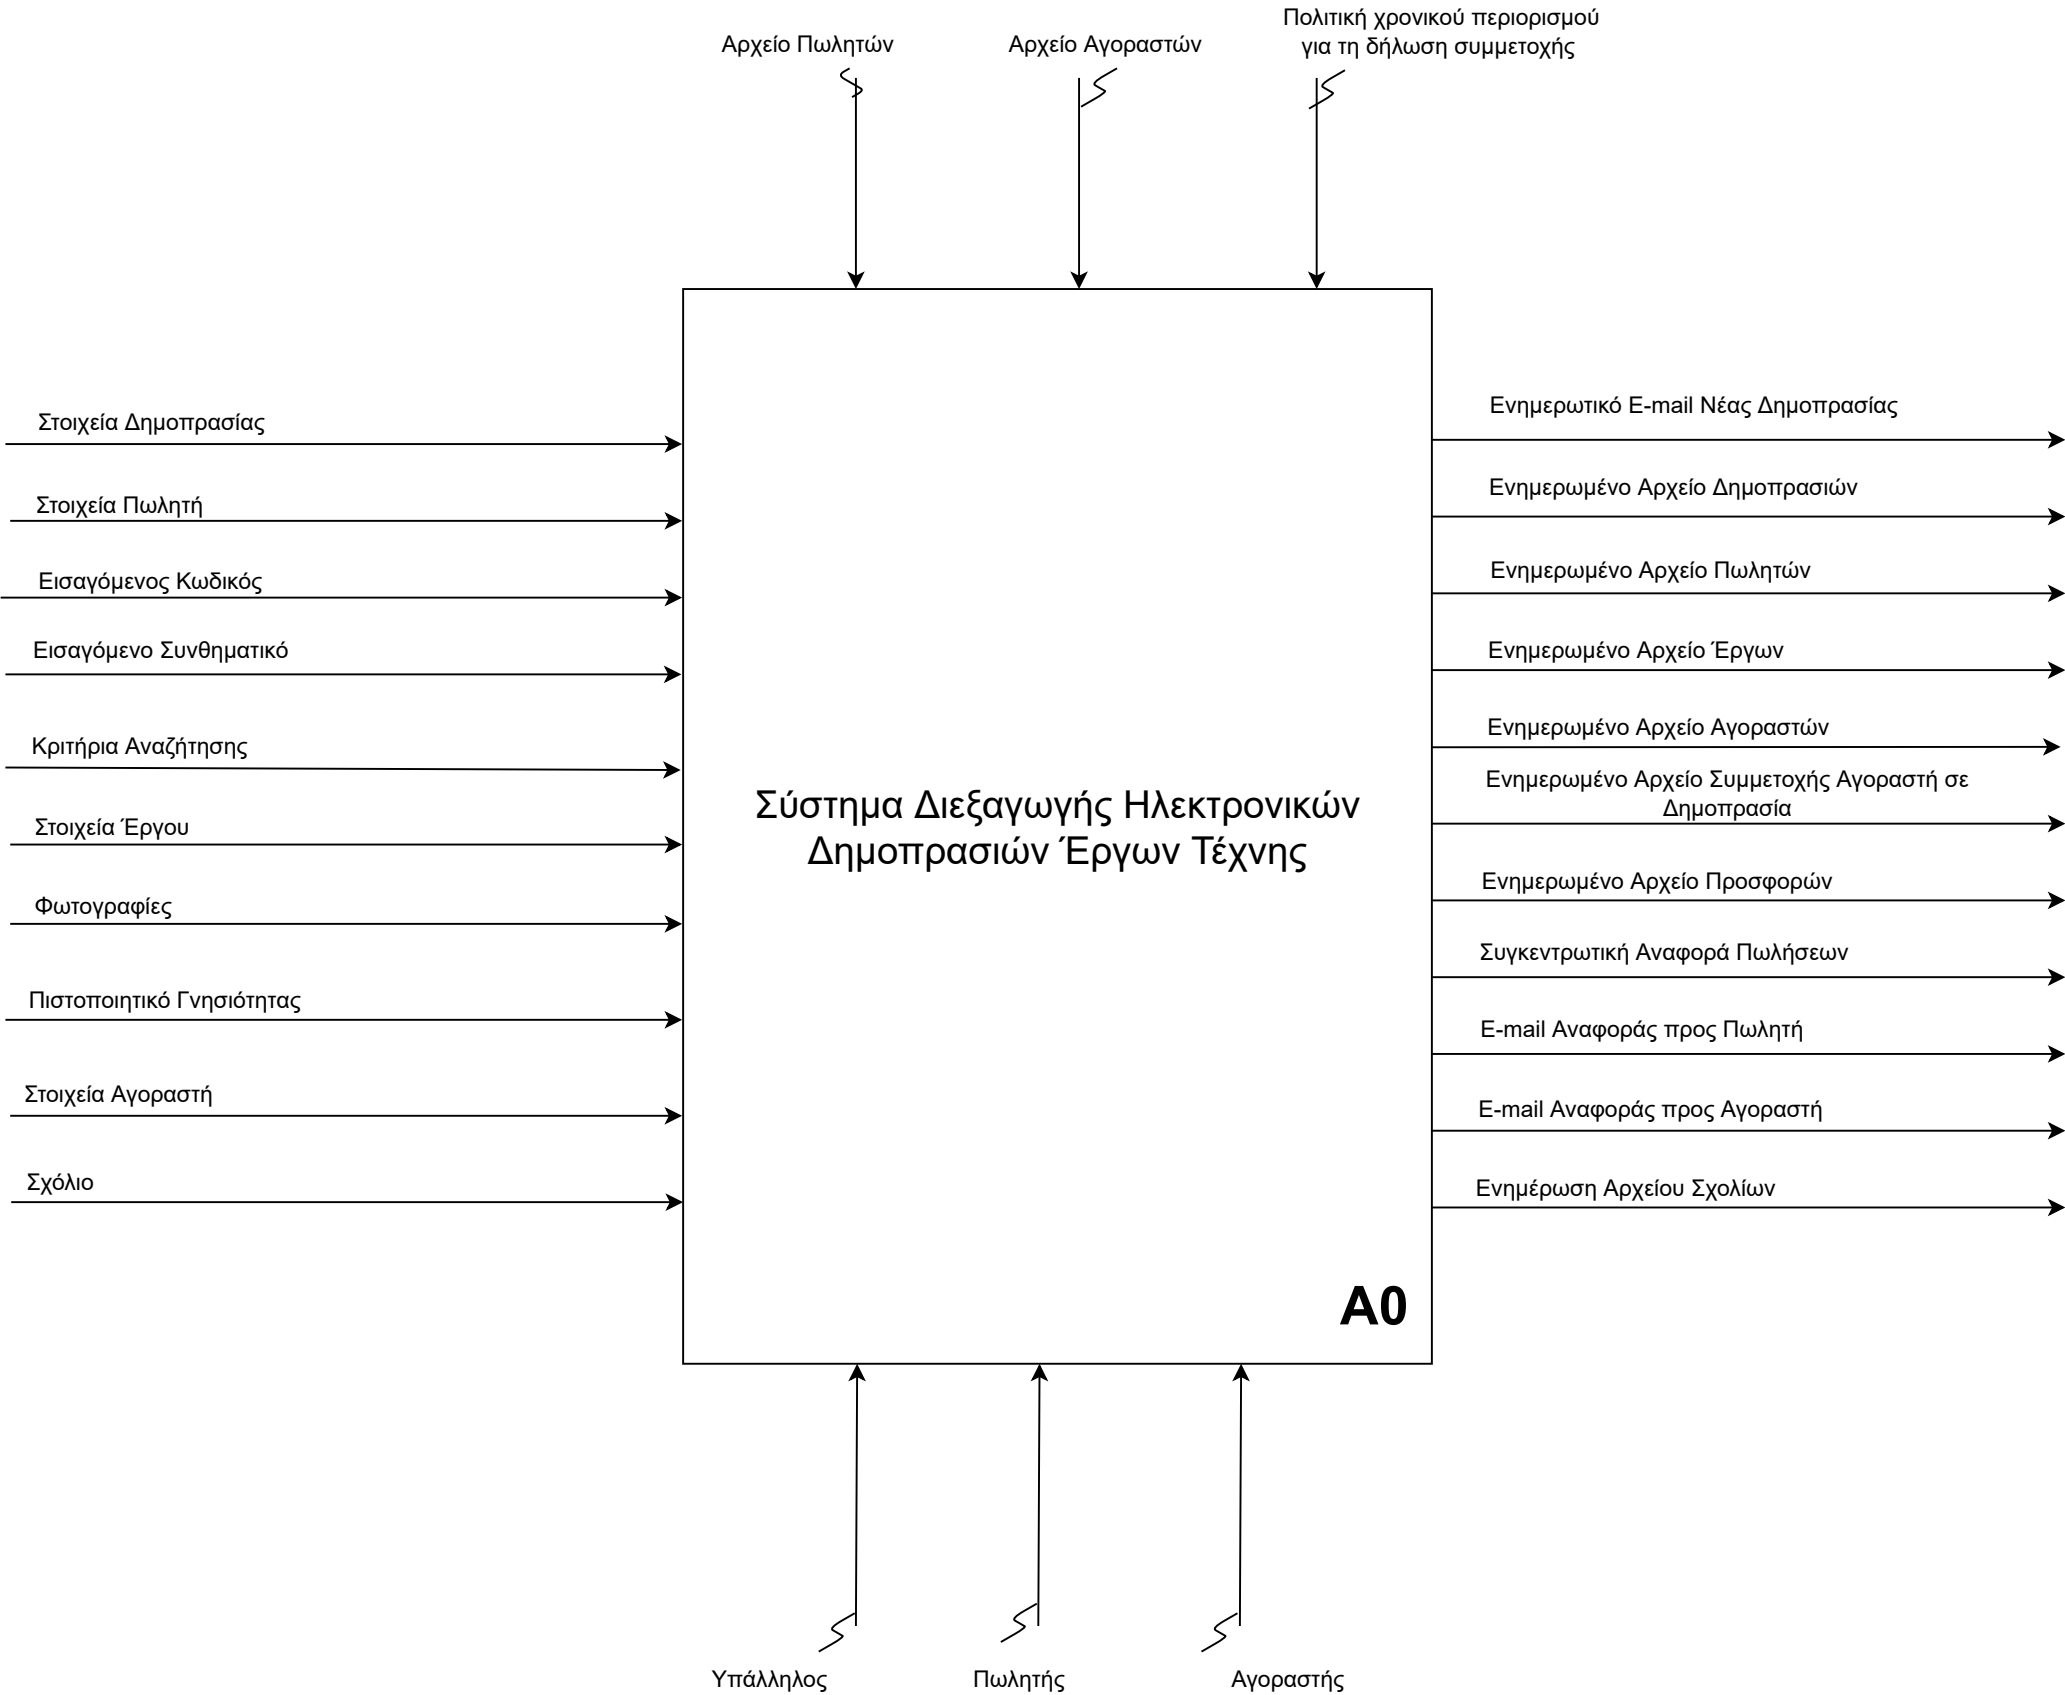 Αρχείο Πωλητών
Αρχείο Αγοραστών
Πολιτική χρονικού περιορισμού
για τη δήλωση συμμετοχής
Στοιχεία Δημοπρασίας
Στοιχεία Πωλητή
Εισαγόμενος Κωδικός
Εισαγόμενο Συνθηματικό
Κριτήρια Αναζήτησης
Στοιχεία Έργου
Φωτογραφίες
Πιστοποιητικό Γνησιότητας
Στοιχεία Αγοραστή
Σχόλιο
Σύστημα Διεξαγωγής Ηλεκτρονικών
Δημοπρασιών Έργων Τέχνης
A0
Ενημερωτικό E-mail Νέας Δημοπρασίας
Ενημερωμένο Αρχείο Δημοπρασιών
Ενημερωμένο Αρχείο Πωλητών
Ενημερωμένο Αρχείο Έργων
Ενημερωμένο Αρχείο Αγοραστών
Ενημερωμένο Αρχείο Συμμετοχής Αγοραστή σε
Δημοπρασία
Ενημερωμένο Αρχείο Προσφορών
Συγκεντρωτική Αναφορά Πωλήσεων
E-mail Αναφοράς προς Πωλητή
E-mail Αναφοράς προς Αγοραστή
Ενημέρωση Αρχείου Σχολίων
Υπάλληλος
Πωλητής
Αγοραστής